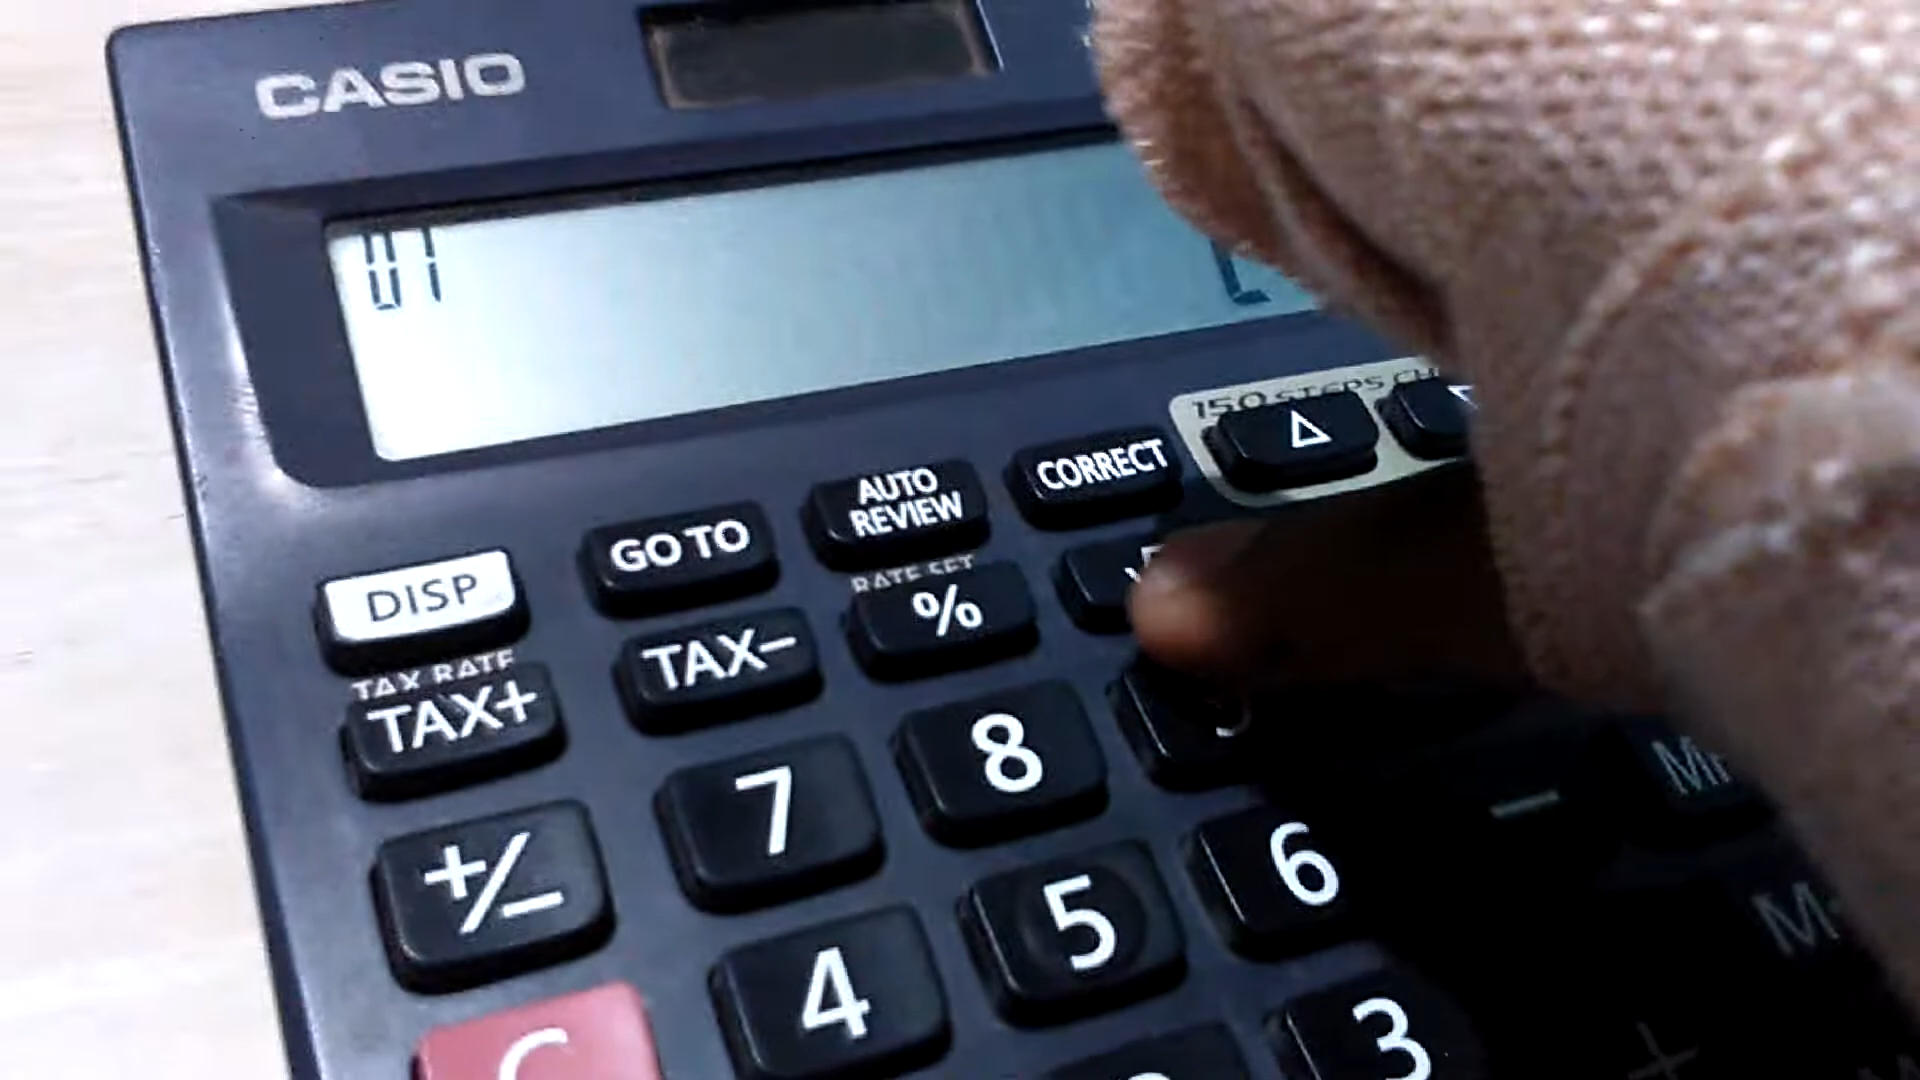 CASIO
01
150 STEPS
△
CORRECT
AUTO
REVIEW
GO TO
DISP
RATE SET
%
TAX−
TAX RATE
TAX+
8
7
+/−
6
5
4
3
C
−
+